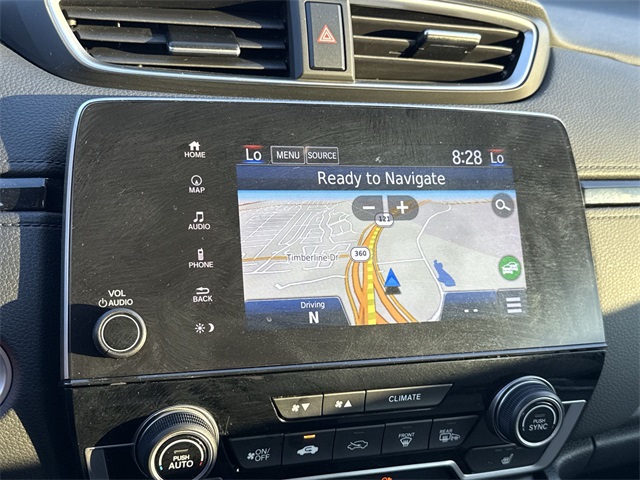 HOME
Lo MENU SOURCE 8:28 Lo
Ready to Navigate
MAP
AUDIO
PHONE
BACK
− +
360
Timberline Dr
Driving
N
- -
VOL
AUDIO
CLIMATE
ON/OFF
FRONT
REAR
PUSH
AUTO
PUSH
SYNC